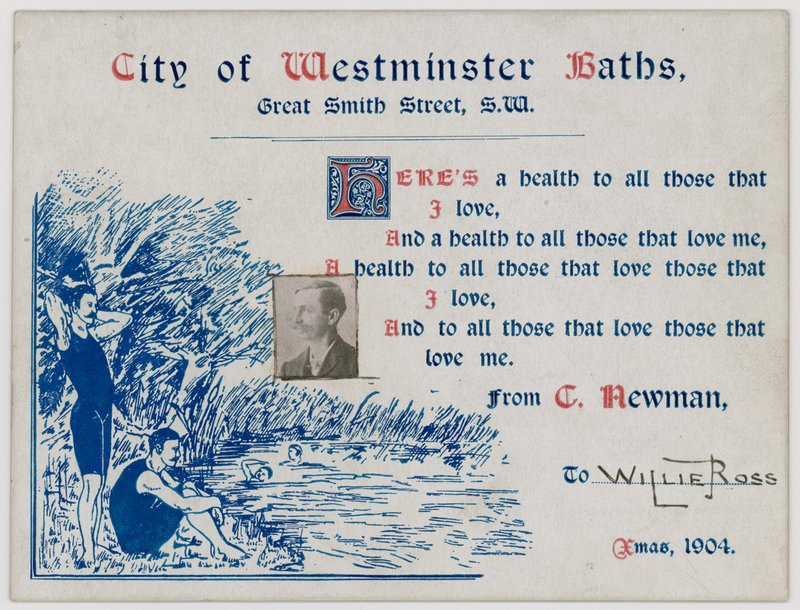 City of Westminster Baths,
Great Smith Street, S.W.
HERE'S a health to all those that
I love,
And a health to all those that love me,
A health to all those that love those that
I love,
And to all those that love those that
love me.
From C. Newman,
To WILLIE ROSS
Xmas, 1904.